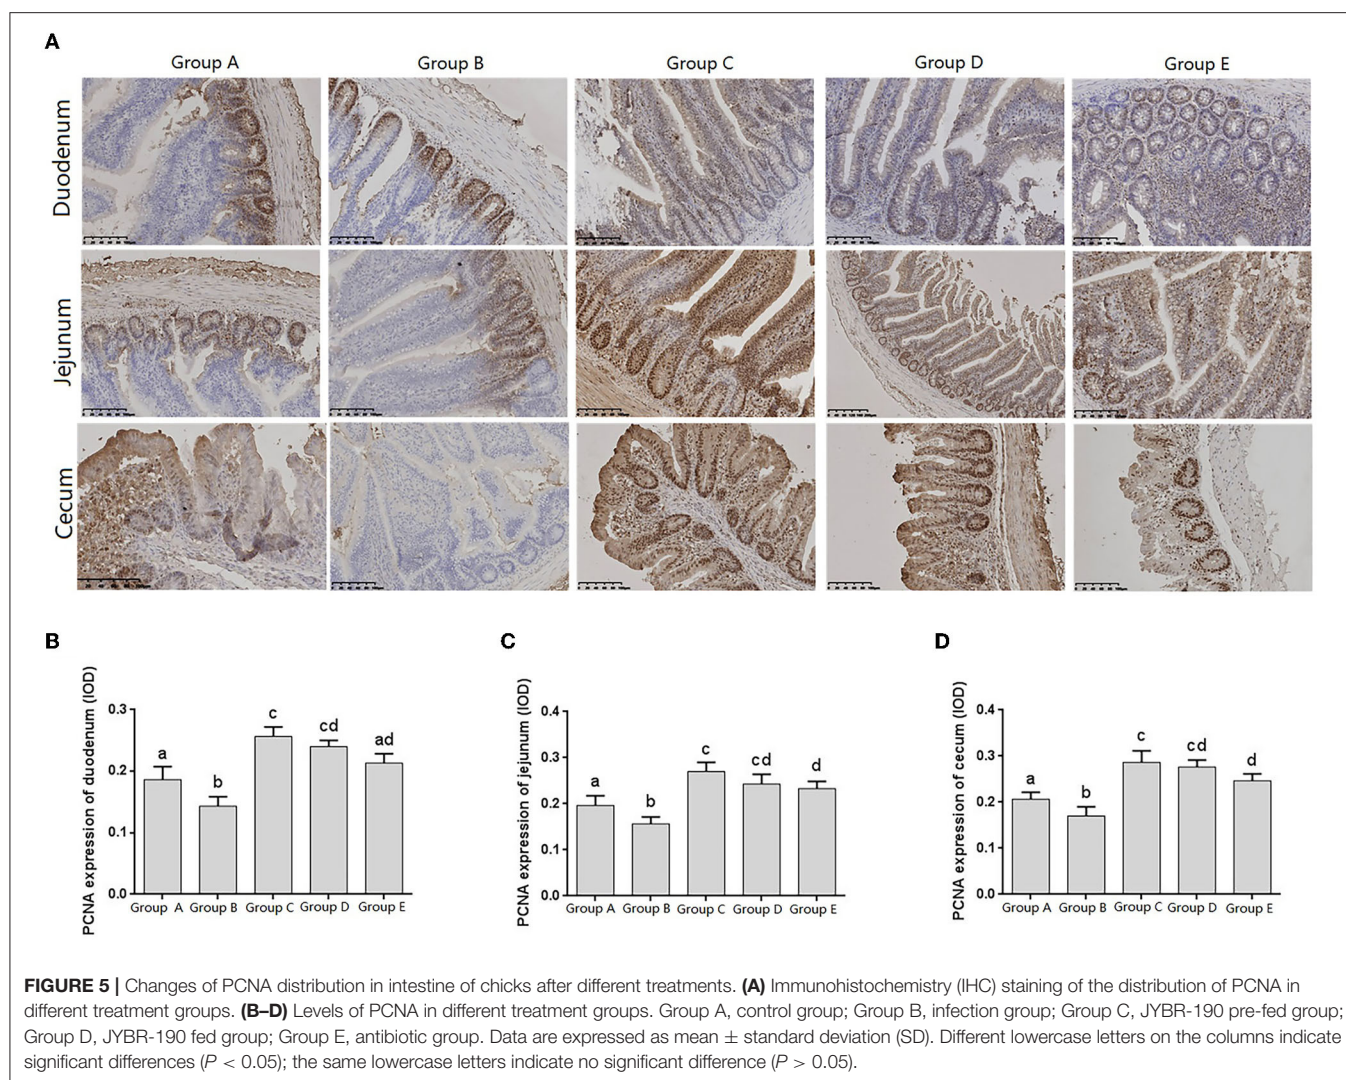 A
Group A Group B Group C Group D Group E
Duodenum
Jejunum
Cecum
B
PCNA expression of duodenum (IOD)
0.3
0.2
0.1
0.0
a b c cd ad
Group A Group B Group C Group D Group E
C
PCNA expression of jejunum (IOD)
0.4
0.3
0.2
0.1
0.0
a b c cd d
Group A Group B Group C Group D Group E
D
PCNA expression of cecum (IOD)
0.4
0.3
0.2
0.1
0.0
a b c cd d
Group A Group B Group C Group D Group E
FIGURE 5 | Changes of PCNA distribution in intestine of chicks after different treatments. (A) Immunohistochemistry (IHC) staining of the distribution of PCNA in
different treatment groups. (B–D) Levels of PCNA in different treatment groups. Group A, control group; Group B, infection group; Group C, JYBR-190 pre-fed group;
Group D, JYBR-190 fed group; Group E, antibiotic group. Data are expressed as mean ± standard deviation (SD). Different lowercase letters on the columns indicate
significant differences (P < 0.05); the same lowercase letters indicate no significant difference (P > 0.05).